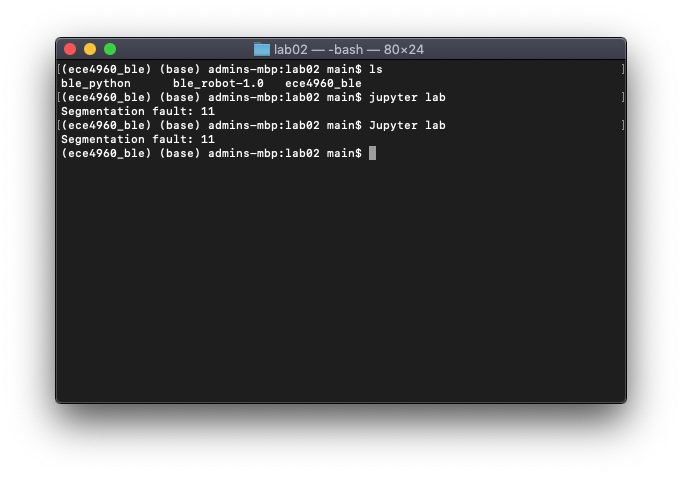 lab02 — -bash — 80×24
[(ece4960_ble) (base) admins-mbp:lab02 main$ ls ]
ble_python ble_robot-1.0 ece4960_ble
[(ece4960_ble) (base) admins-mbp:lab02 main$ jupyter lab ]
Segmentation fault: 11
[(ece4960_ble) (base) admins-mbp:lab02 main$ Jupyter lab ]
Segmentation fault: 11
(ece4960_ble) (base) admins-mbp:lab02 main$